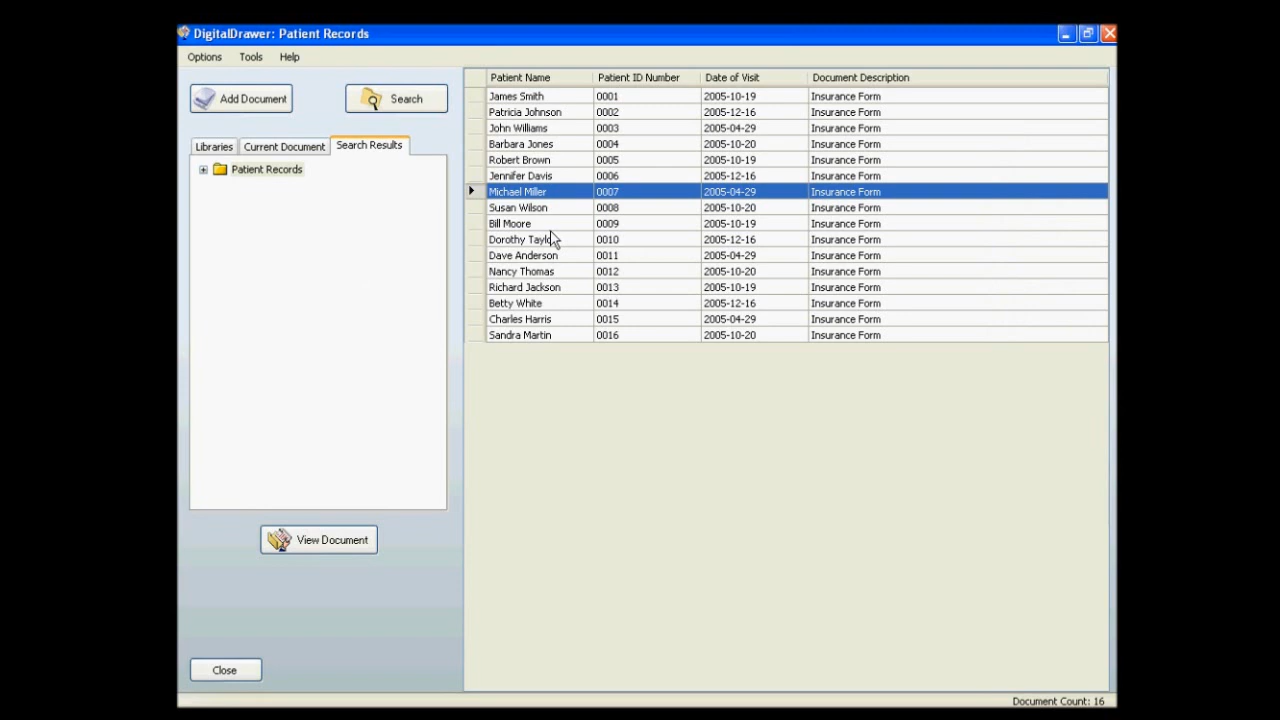 DigitalDrawer: Patient Records
Options Tools Help
Add Document Search
Libraries Current Document Search Results
Patient Records
View Document
Close
Patient Name Patient ID Number Date of Visit Document Description
James Smith 0001 2005-10-19 Insurance Form
Patricia Johnson 0002 2005-12-16 Insurance Form
John Williams 0003 2005-04-29 Insurance Form
Barbara Jones 0004 2005-10-20 Insurance Form
Robert Brown 0005 2005-10-19 Insurance Form
Jennifer Davis 0006 2005-12-16 Insurance Form
Michael Miller 0007 2005-04-29 Insurance Form
Susan Wilson 0008 2005-10-20 Insurance Form
Bill Moore 0009 2005-10-19 Insurance Form
Dorothy Taylor 0010 2005-12-16 Insurance Form
Dave Anderson 0011 2005-04-29 Insurance Form
Nancy Thomas 0012 2005-10-20 Insurance Form
Richard Jackson 0013 2005-10-19 Insurance Form
Betty White 0014 2005-12-16 Insurance Form
Charles Harris 0015 2005-04-29 Insurance Form
Sandra Martin 0016 2005-10-20 Insurance Form
Document Count: 16